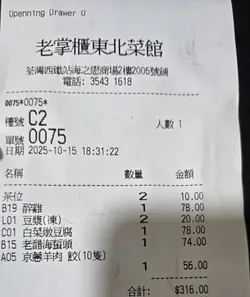 Openning Drawer 0
老掌櫃東北菜館
荃灣西鐵站海之戀商場2樓2005號舖
電話: 3543 1618
0075*0075*
檯號 C2 人數 1
單號 0075
日期 2025-10-15 18:31:22
名稱 數量 金額
茶位 2 10.00
B19 醉雞 1 78.00
L01 豆漿(凍) 2 20.00
C01 白菜燉豆腐 1 78.00
B15 老醋海蜇頭 1 74.00
A05 京蔥羊肉 餃(10隻)
1 56.00
合計: $316.00